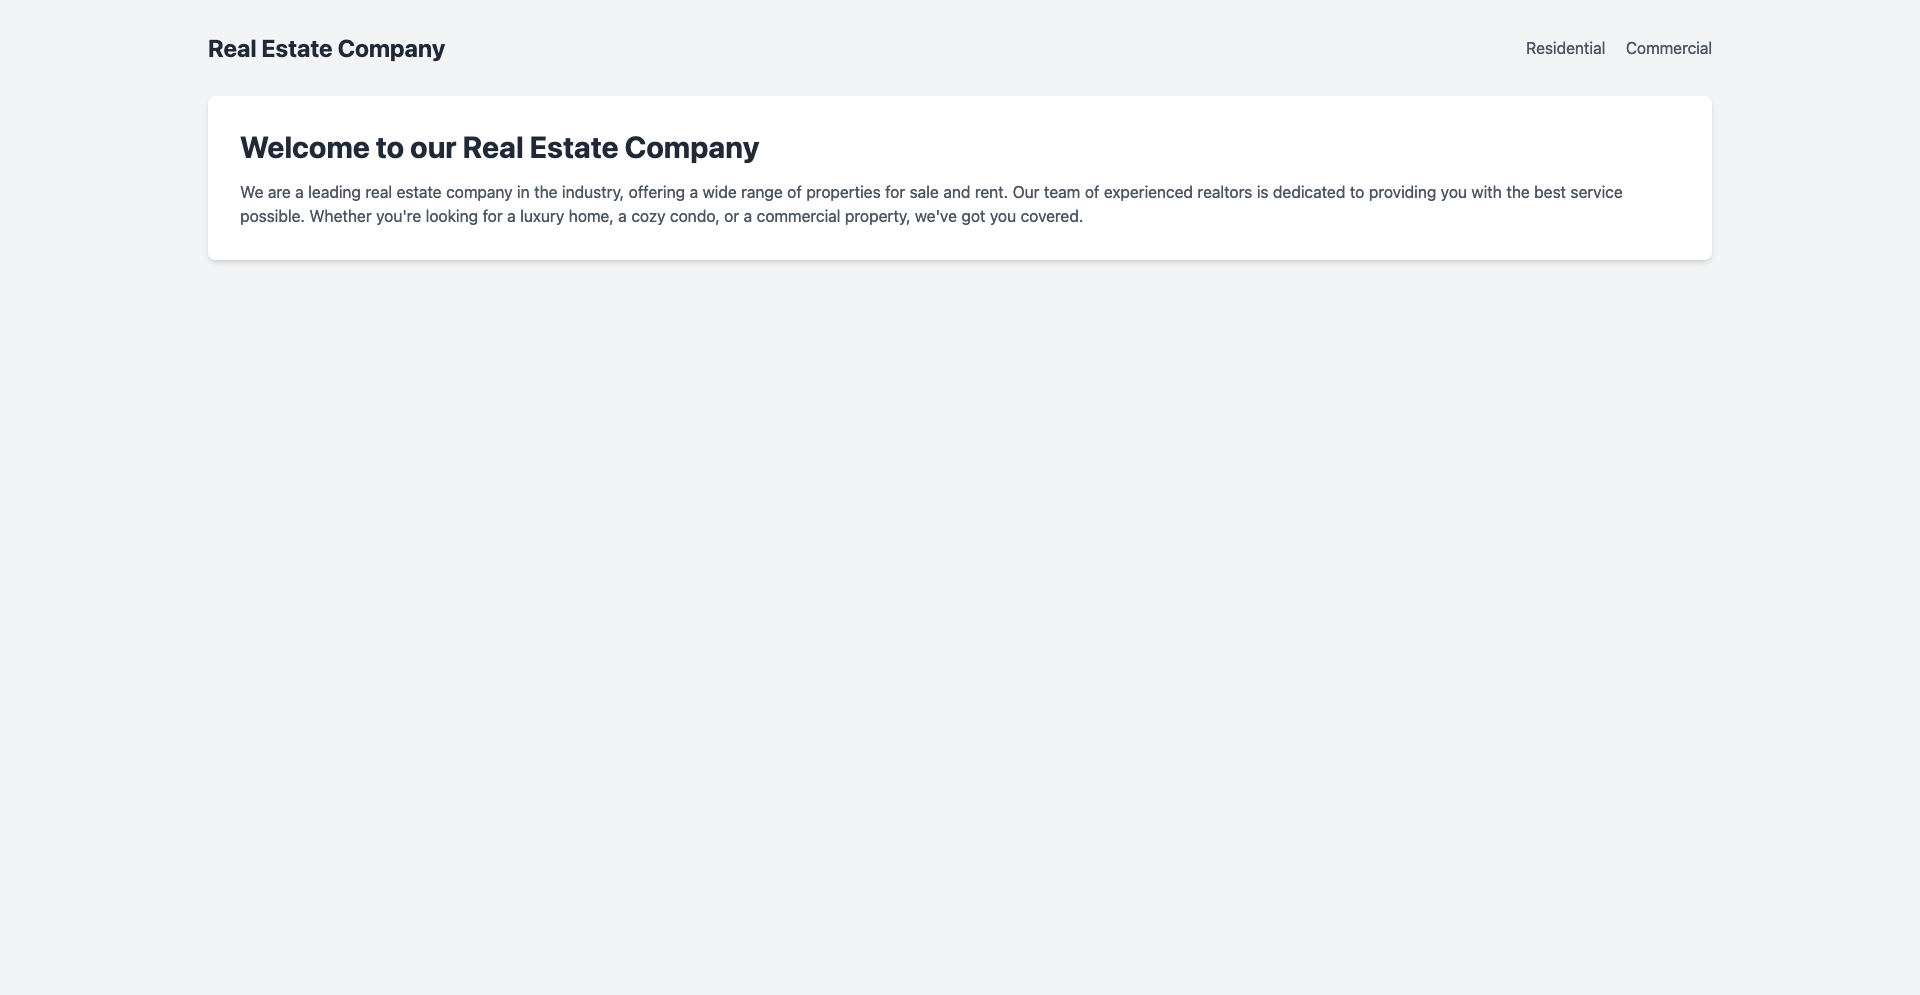 Real Estate Company
Residential
Commercial
Welcome to our Real Estate Company
We are a leading real estate company in the industry, offering a wide range of properties for sale and rent. Our team of experienced realtors is dedicated to providing you with the best service
possible. Whether you're looking for a luxury home, a cozy condo, or a commercial property, we've got you covered.